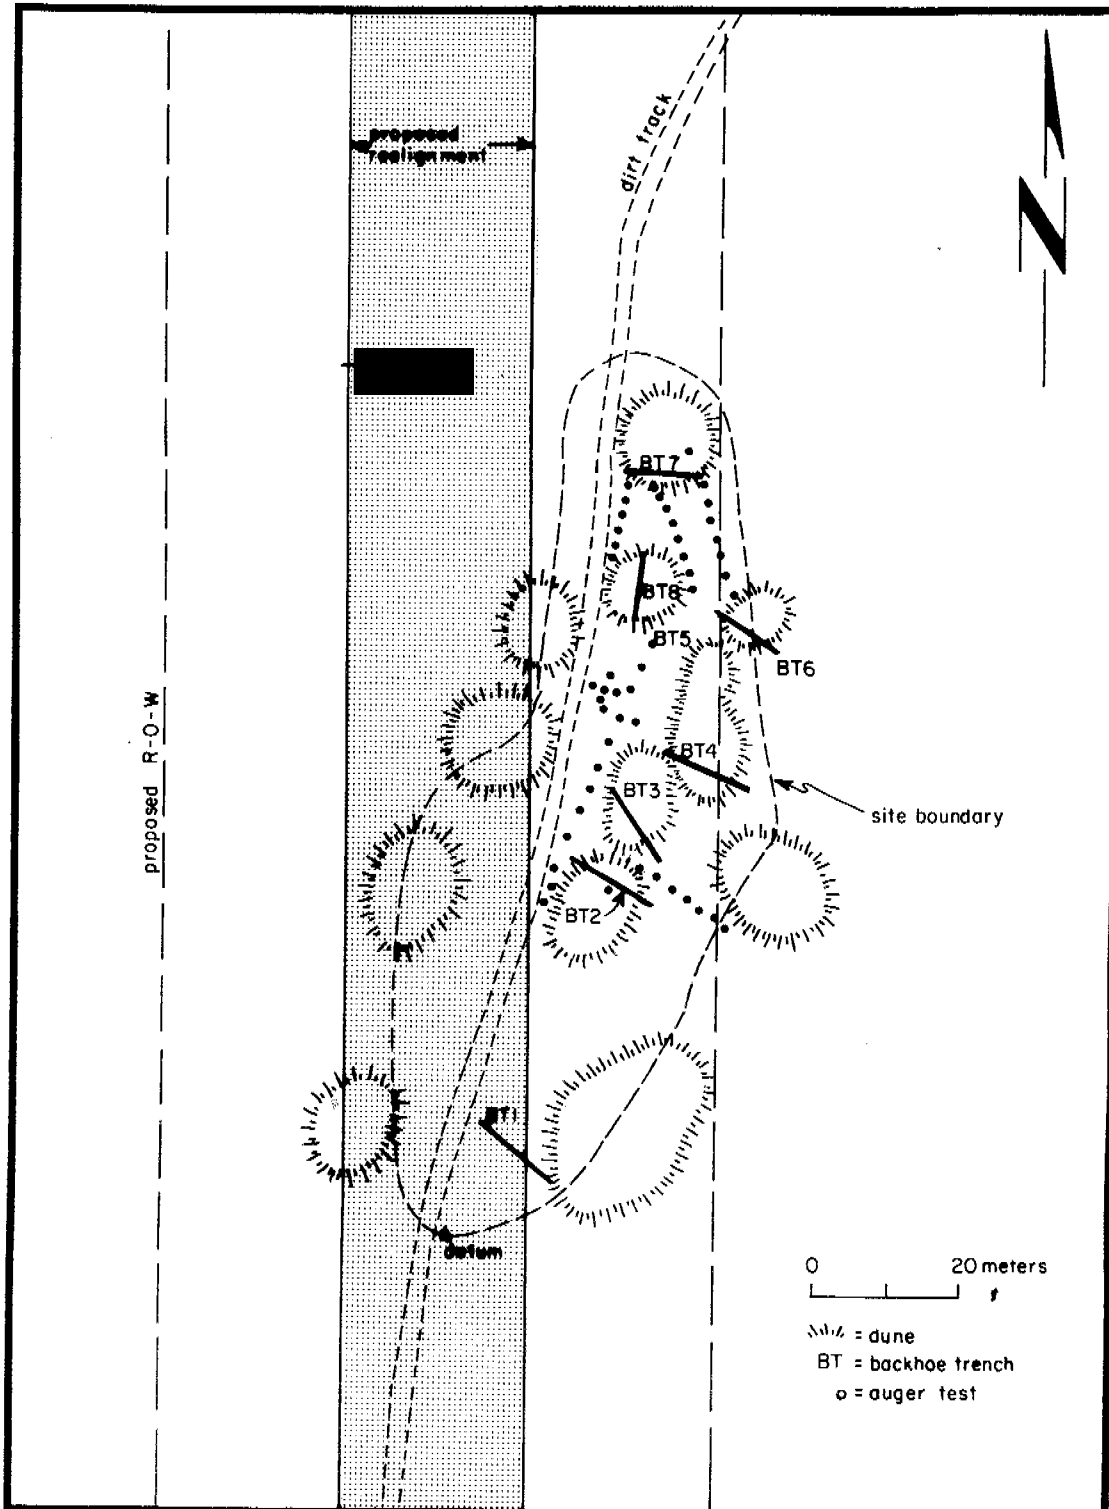 proposed
realignment
dirt track
N
BT7
BT8
BT5
BT6
BT4
BT3
site boundary
proposed R-O-W
BT2
BT1
datum
0 20 meters
= dune
BT = backhoe trench
= auger test